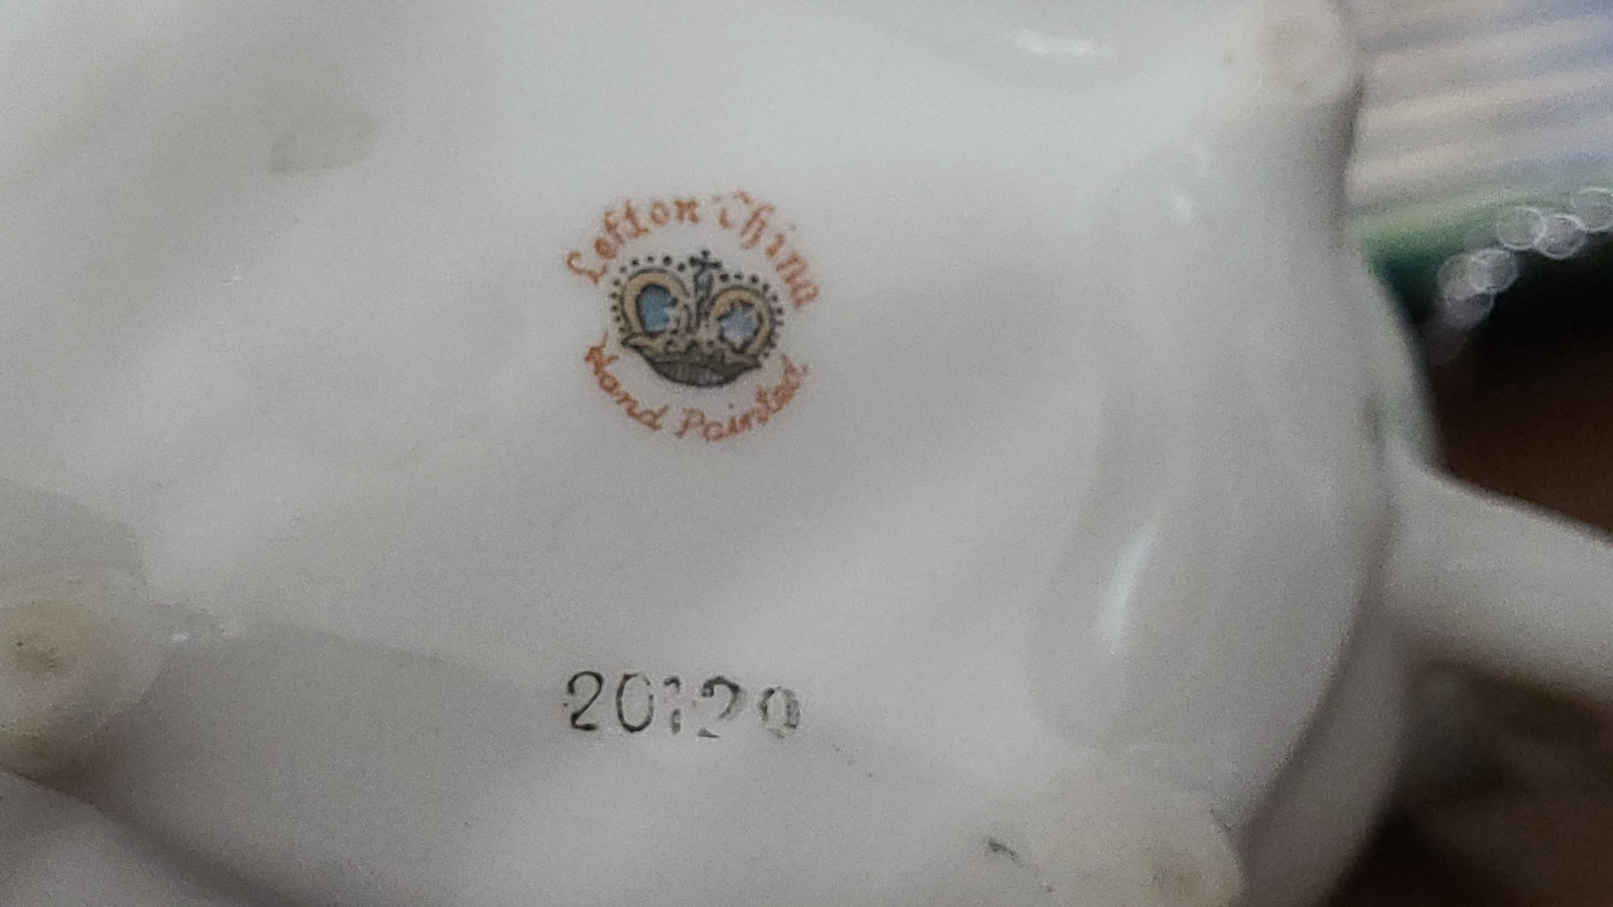 Lefton China
Hand Painted
20120